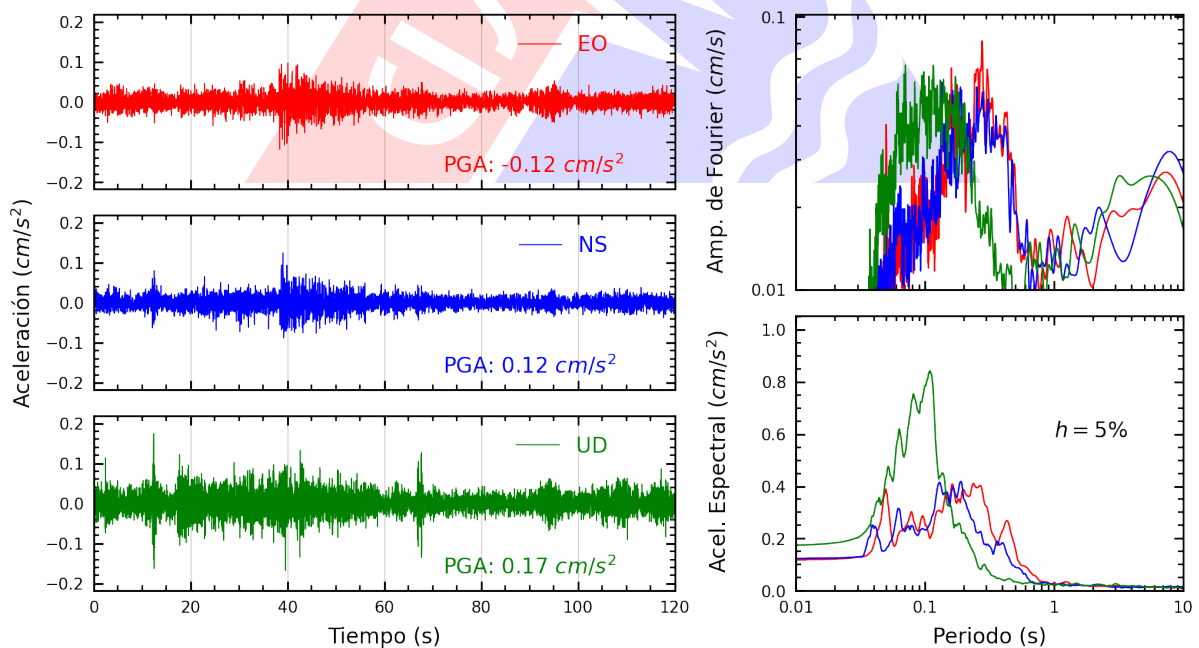 Aceleración (cm/s²)
0.2
0.1
0.0
−0.1
−0.2
EO
PGA: -0.12 cm/s²
0.2
0.1
0.0
−0.1
−0.2
NS
PGA: 0.12 cm/s²
0.2
0.1
0.0
−0.1
−0.2
UD
PGA: 0.17 cm/s²
0 20 40 60 80 100 120
Tiempo (s)
Amp. de Fourier (cm/s)
0.1
0.01
Acel. Espectral (cm/s²)
1.0
0.8
0.6
0.4
0.2
0.0
h = 5%
0.01 0.1 1 10
Periodo (s)